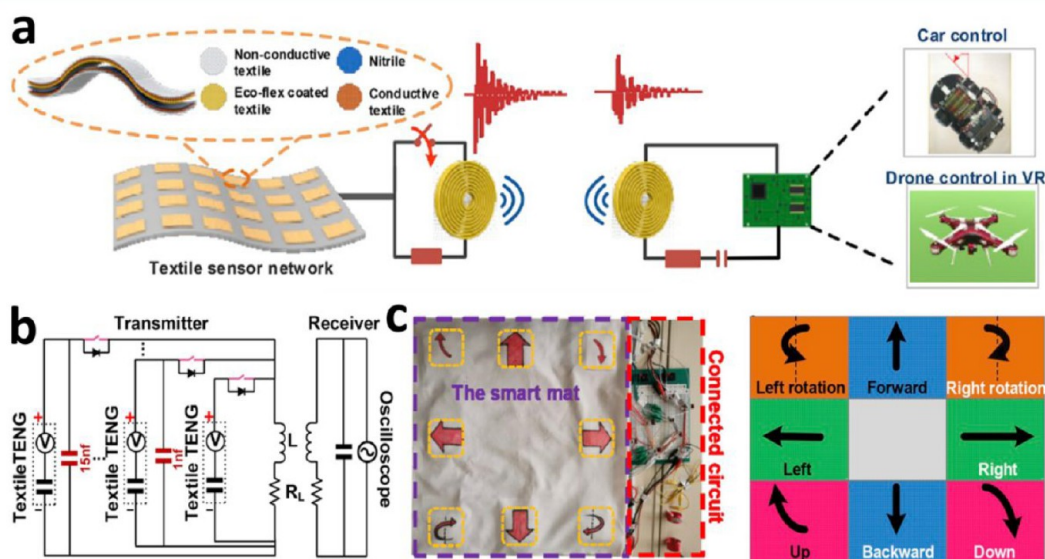 a
Non-conductive
textile
Nitrile
Eco-flex coated
textile
Conductive
textile
Textile sensor network
Car control
Drone control in VR
b
Transmitter
Receiver
Textile TENG
V
15nf
Textile TENG
V
1nf
Textile TENG
V
L
RL
Oscilloscope
c
The smart mat
Connected circuit
Left rotation
Forward
Right rotation
Left
Right
Up
Backward
Down